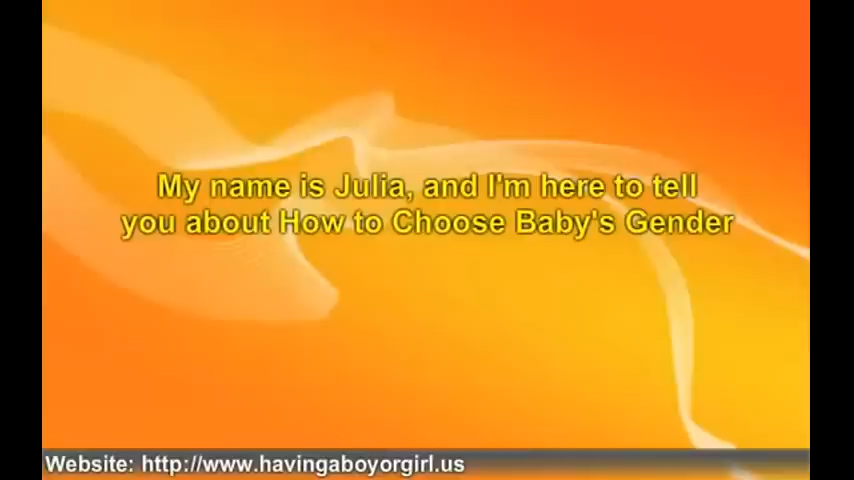 My name is Julia, and I'm here to tell
you about How to Choose Baby's Gender
Website: http://www.havingaboyorgirl.us